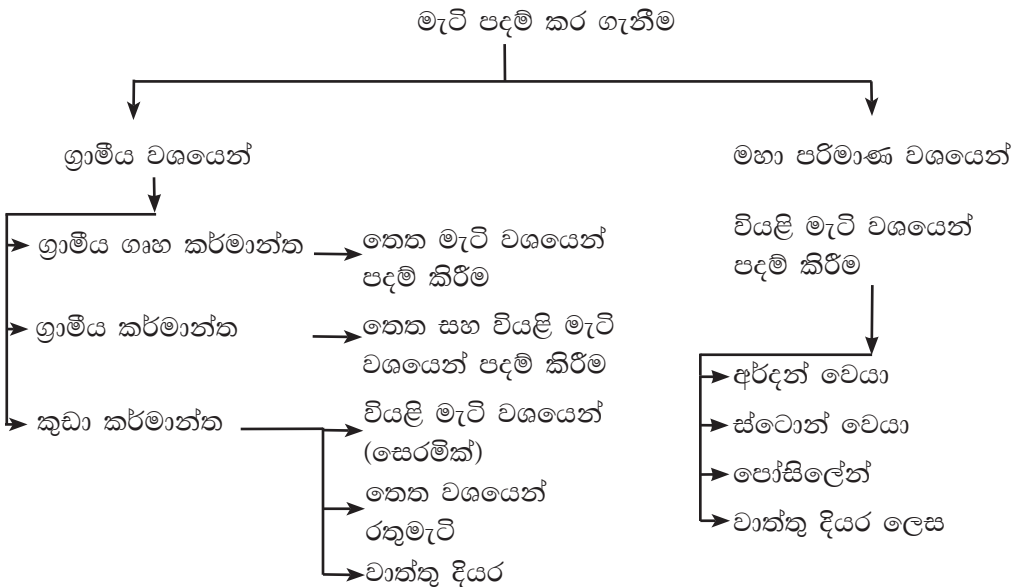 මැටි පදම් කර ගැනීම
ග්‍රාමීය වශයෙන්
ග්‍රාමීය ගෘහ කර්මාන්ත
තෙත මැටි වශයෙන්
පදම් කිරීම
ග්‍රාමීය කර්මාන්ත
තෙත සහ වියළි මැටි
වශයෙන් පදම් කිරීම
කුඩා කර්මාන්ත
වියළි මැටි වශයෙන්
(සෙරමික්)
තෙත වශයෙන්
රතුමැටි
වාත්තු දියර
මහා පරිමාණ වශයෙන්
වියළි මැටි වශයෙන්
පදම් කිරීම
අර්දන් වෙයා
ස්ටොන් වෙයා
පෝසිලේන්
වාත්තු දියර ලෙස